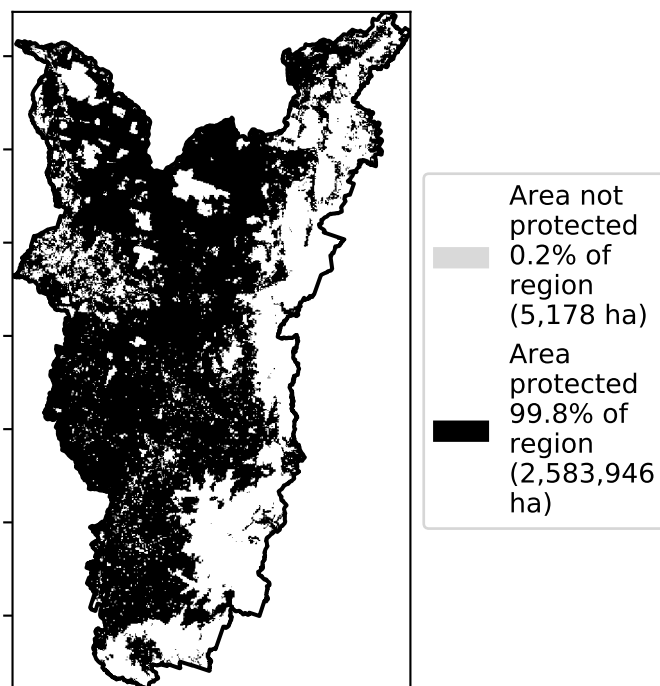 Area not
protected
0.2% of
region
(5,178 ha)
Area
protected
99.8% of
region
(2,583,946
ha)